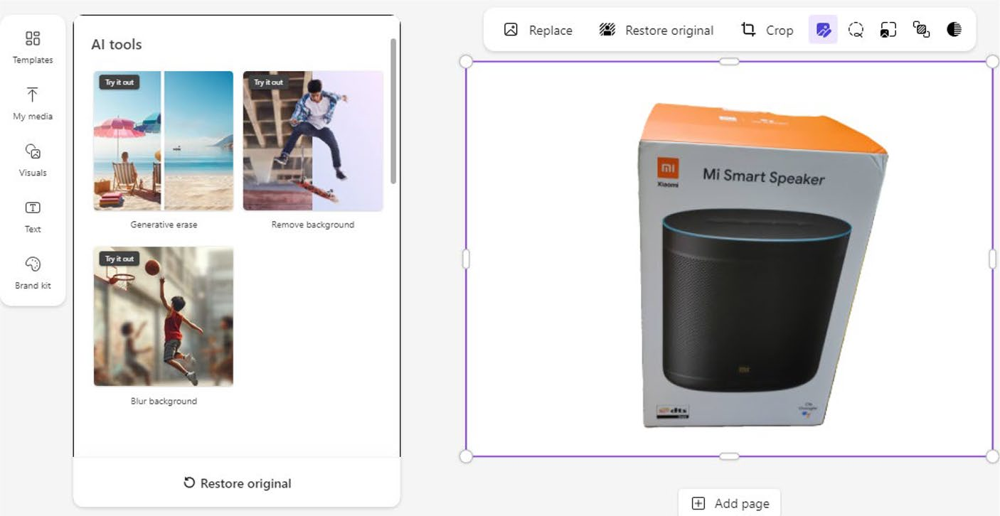 Templates
My media
Visuals
Text
Brand kit
AI tools
Try it out
Try it out
Generative erase
Remove background
Try it out
Blur background
Restore original
Replace
Restore original
Crop
mi
Xiaomi
Mi Smart Speaker
mi
dts
Add page